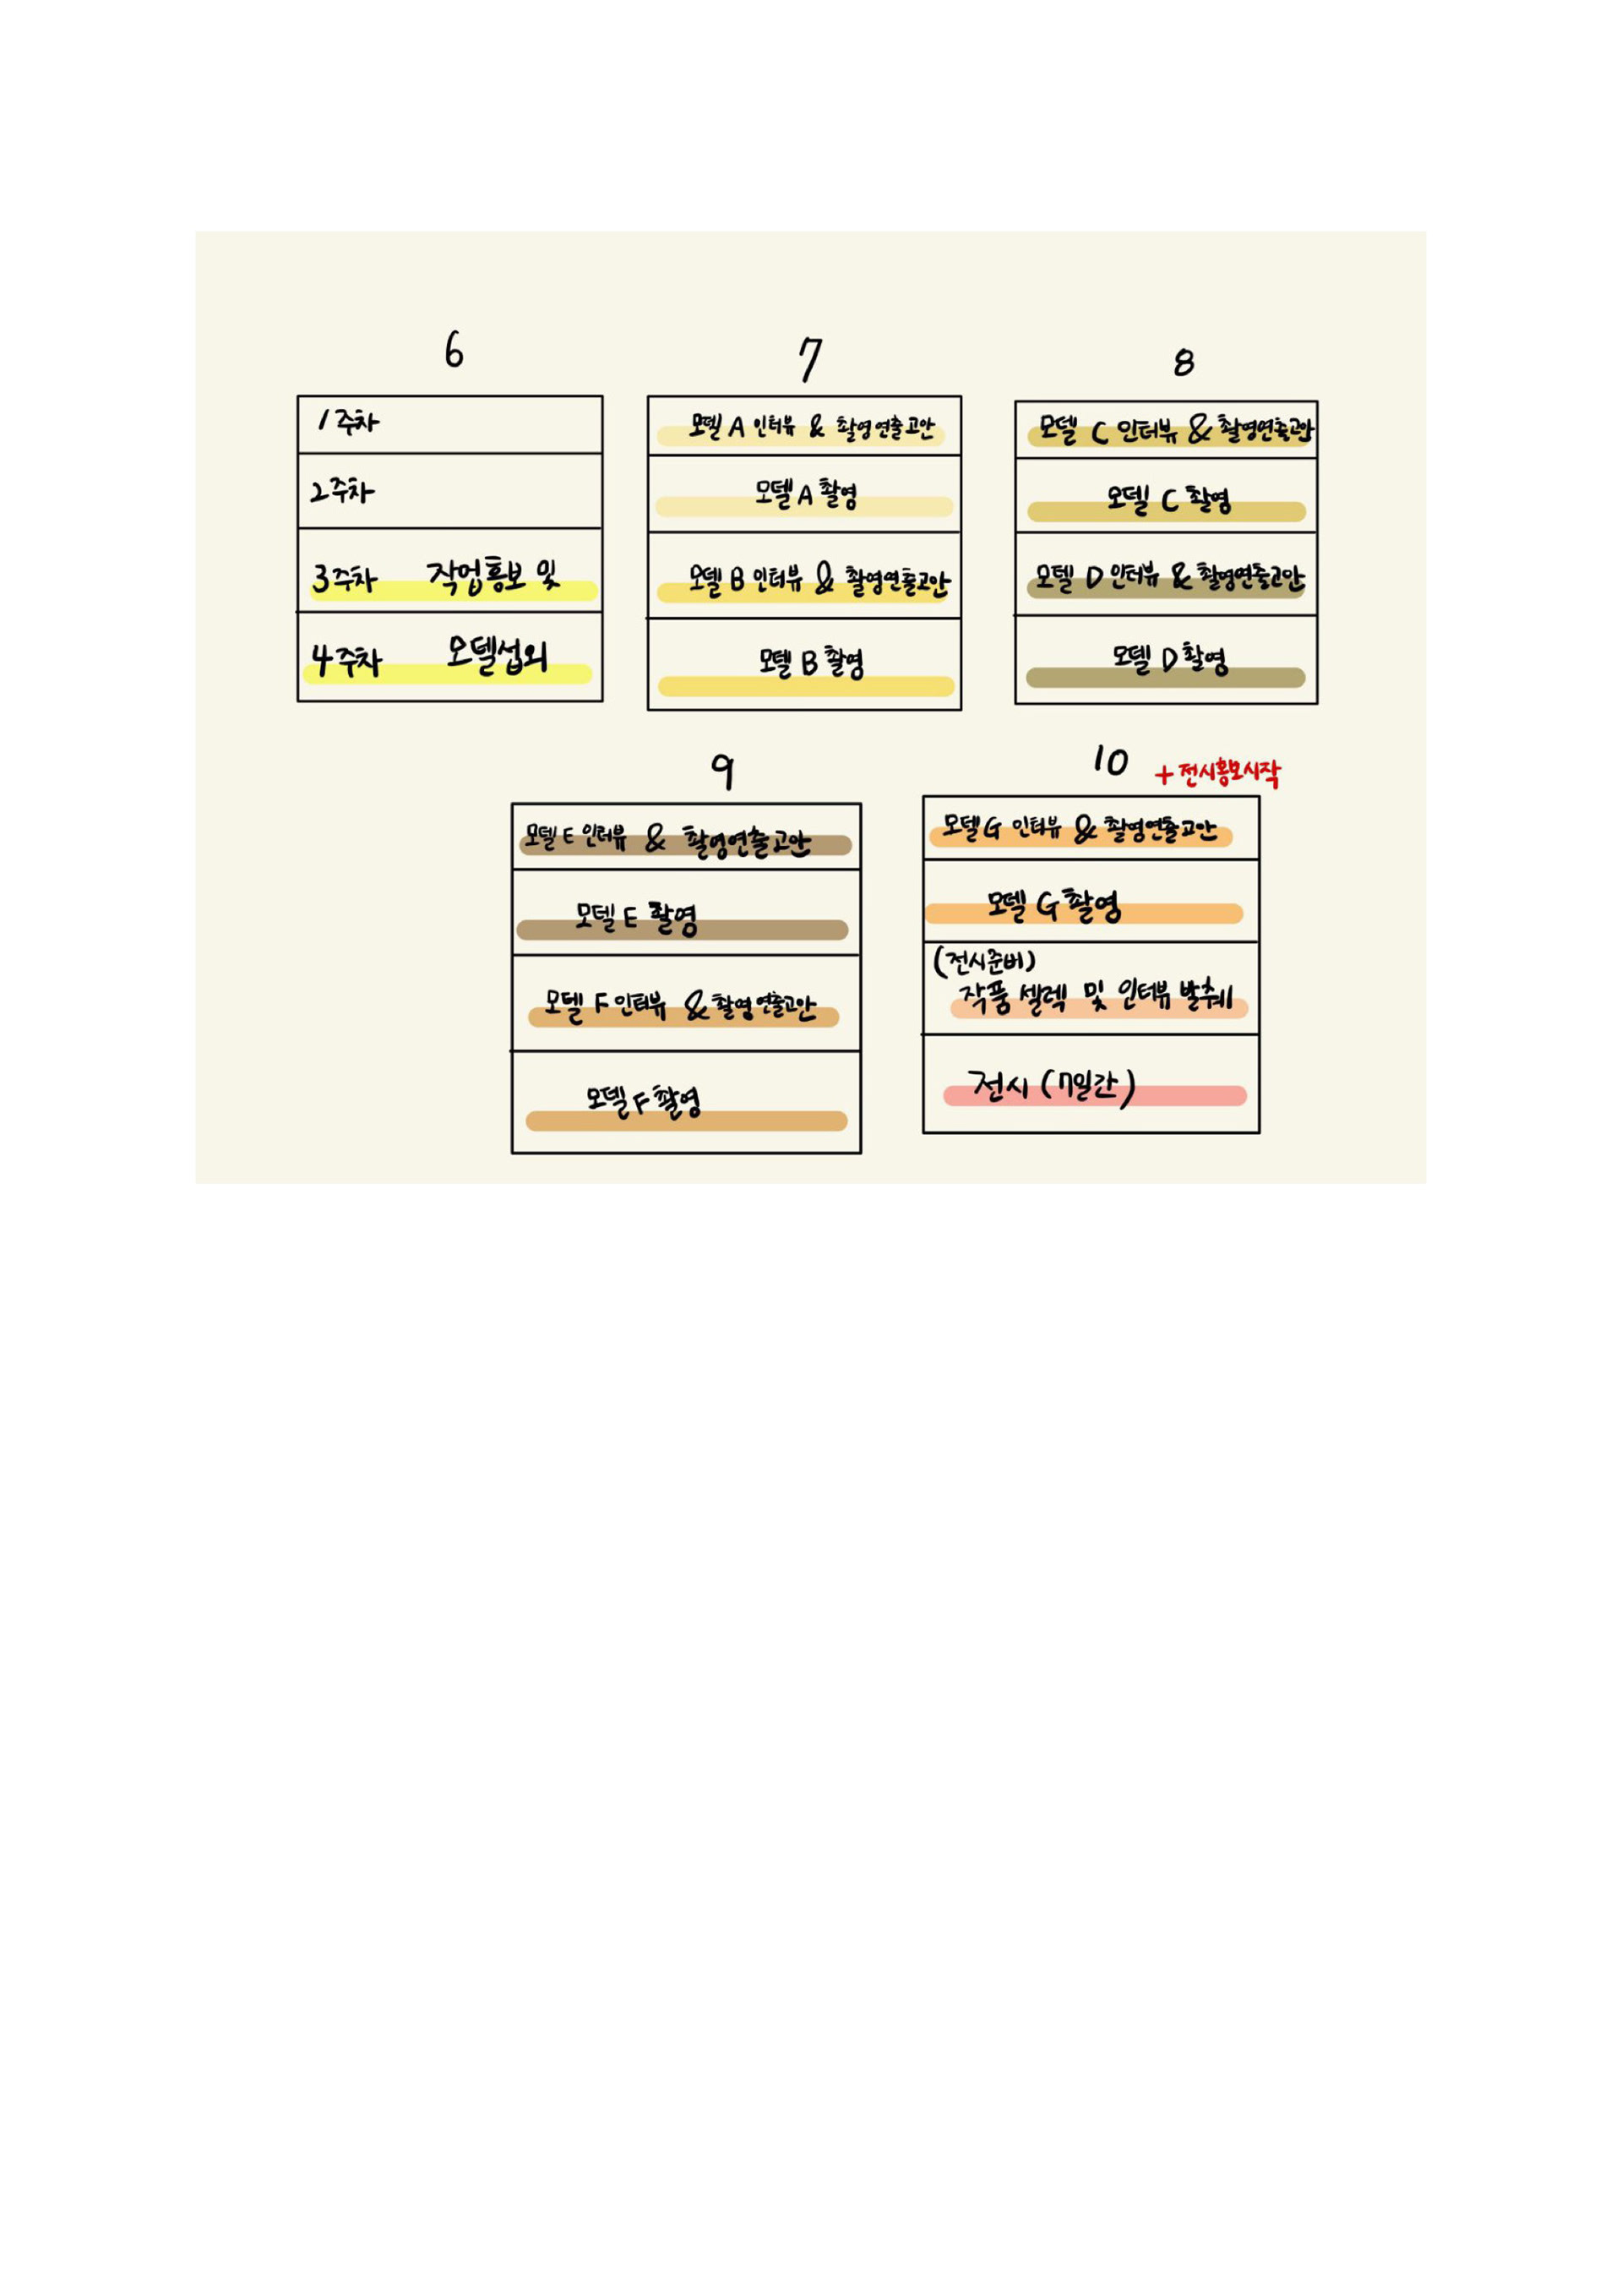 6
1주차
2주차
3주차 작업홍보 및
4주차 모델섭외
7
모델 A 인터뷰 & 촬영연출고안
모델 A 촬영
모델 B 인터뷰 & 촬영연출고안
모델 B 촬영
8
모델 C 인터뷰 & 촬영연출고안
모델 C 촬영
모델 D 인터뷰 & 촬영연출고안
모델 D 촬영
9
모델 E 인터뷰 & 촬영연출고안
모델 E 촬영
모델 F 인터뷰 & 촬영연출고안
모델 F 촬영
10 + 전시홍보시작
모델 G 인터뷰 & 촬영연출고안
모델 G 촬영
(전시준비)
작품 셀렉 및 인터뷰 발췌
전시 (7일간)